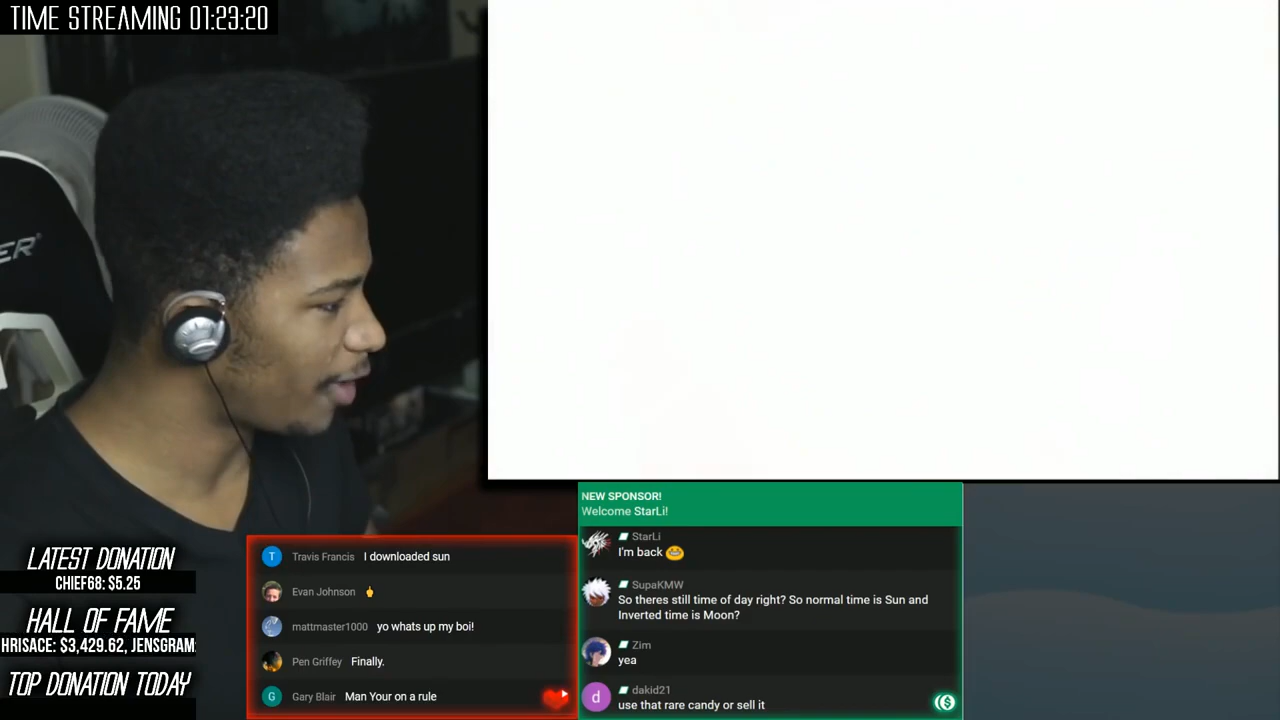 TIME STREAMING 01:23:20
ER
LATEST DONATION
CHIEF68: $5.25
HALL OF FAME
HRISACE: $3,429.62, JENSGRAM
TOP DONATION TODAY
T Travis Francis I downloaded sun
Evan Johnson 🖕
mattmaster1000 yo whats up my boi!
Pen Griffey Finally.
G Gary Blair Man Your on a rule
NEW SPONSOR!
Welcome StarLi!
StarLi
I'm back 😁
SupaKMW
So theres still time of day right? So normal time is Sun and
Inverted time is Moon?
Zim
yea
d dakid21
use that rare candy or sell it